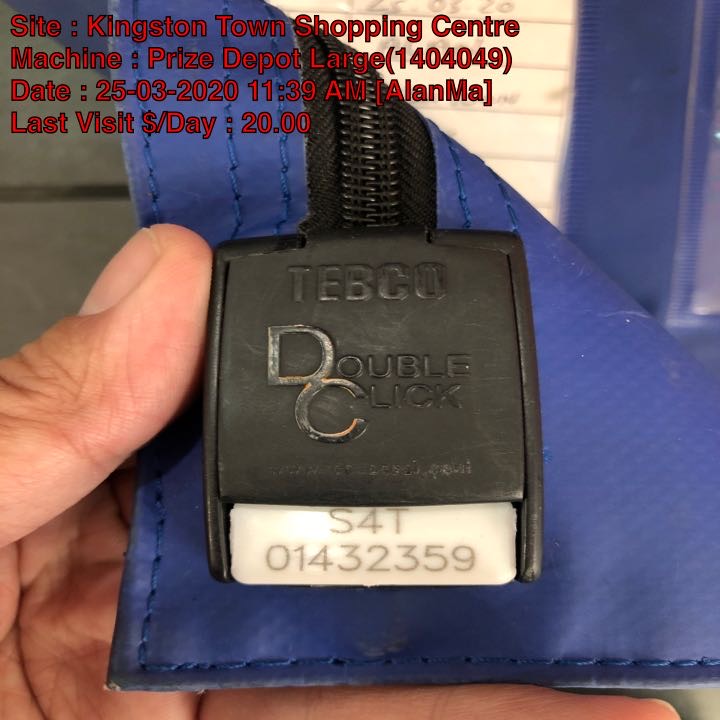 Site : Kingston Town Shopping Centre
Machine : Prize Depot Large(1404049)
Date : 25-03-2020 11:39 AM [AlanMa]
Last Visit $/Day : 20.00
TEBCO
DOUBLE
CLICK
S4T
01432359